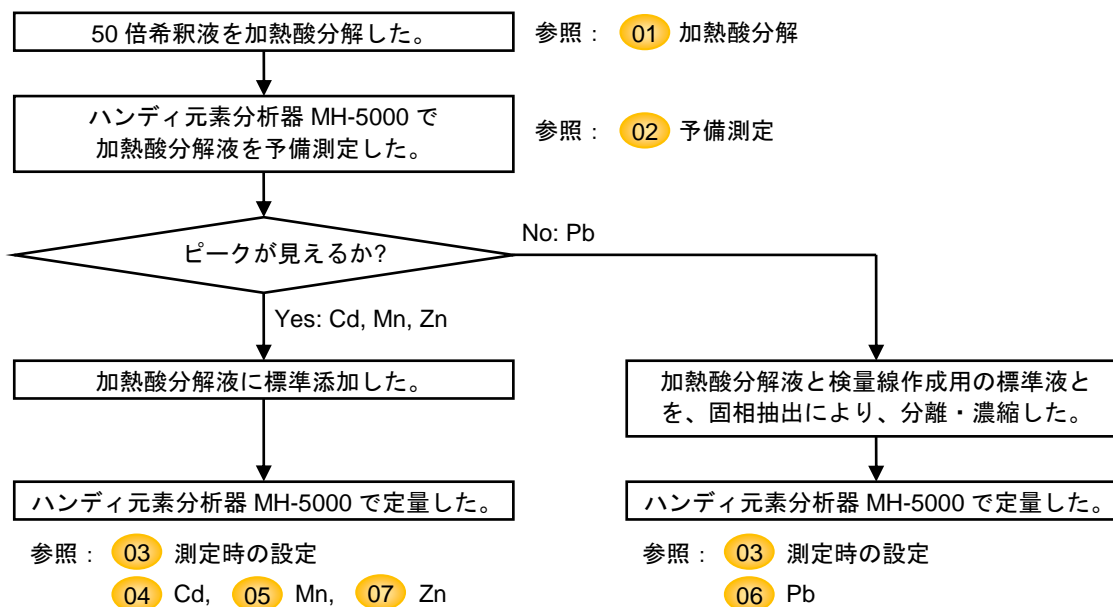 50 倍希釈液を加熱酸分解した。
参照： 01 加熱酸分解
ハンディ元素分析器 MH-5000 で
加熱酸分解液を予備測定した。
参照： 02 予備測定
ピークが見えるか?
No: Pb
Yes: Cd, Mn, Zn
加熱酸分解液に標準添加した。
加熱酸分解液と検量線作成用の標準液と
を、固相抽出により、分離・濃縮した。
ハンディ元素分析器 MH-5000 で定量した。
ハンディ元素分析器 MH-5000 で定量した。
参照： 03 測定時の設定
04 Cd, 05 Mn, 07 Zn
参照： 03 測定時の設定
06 Pb